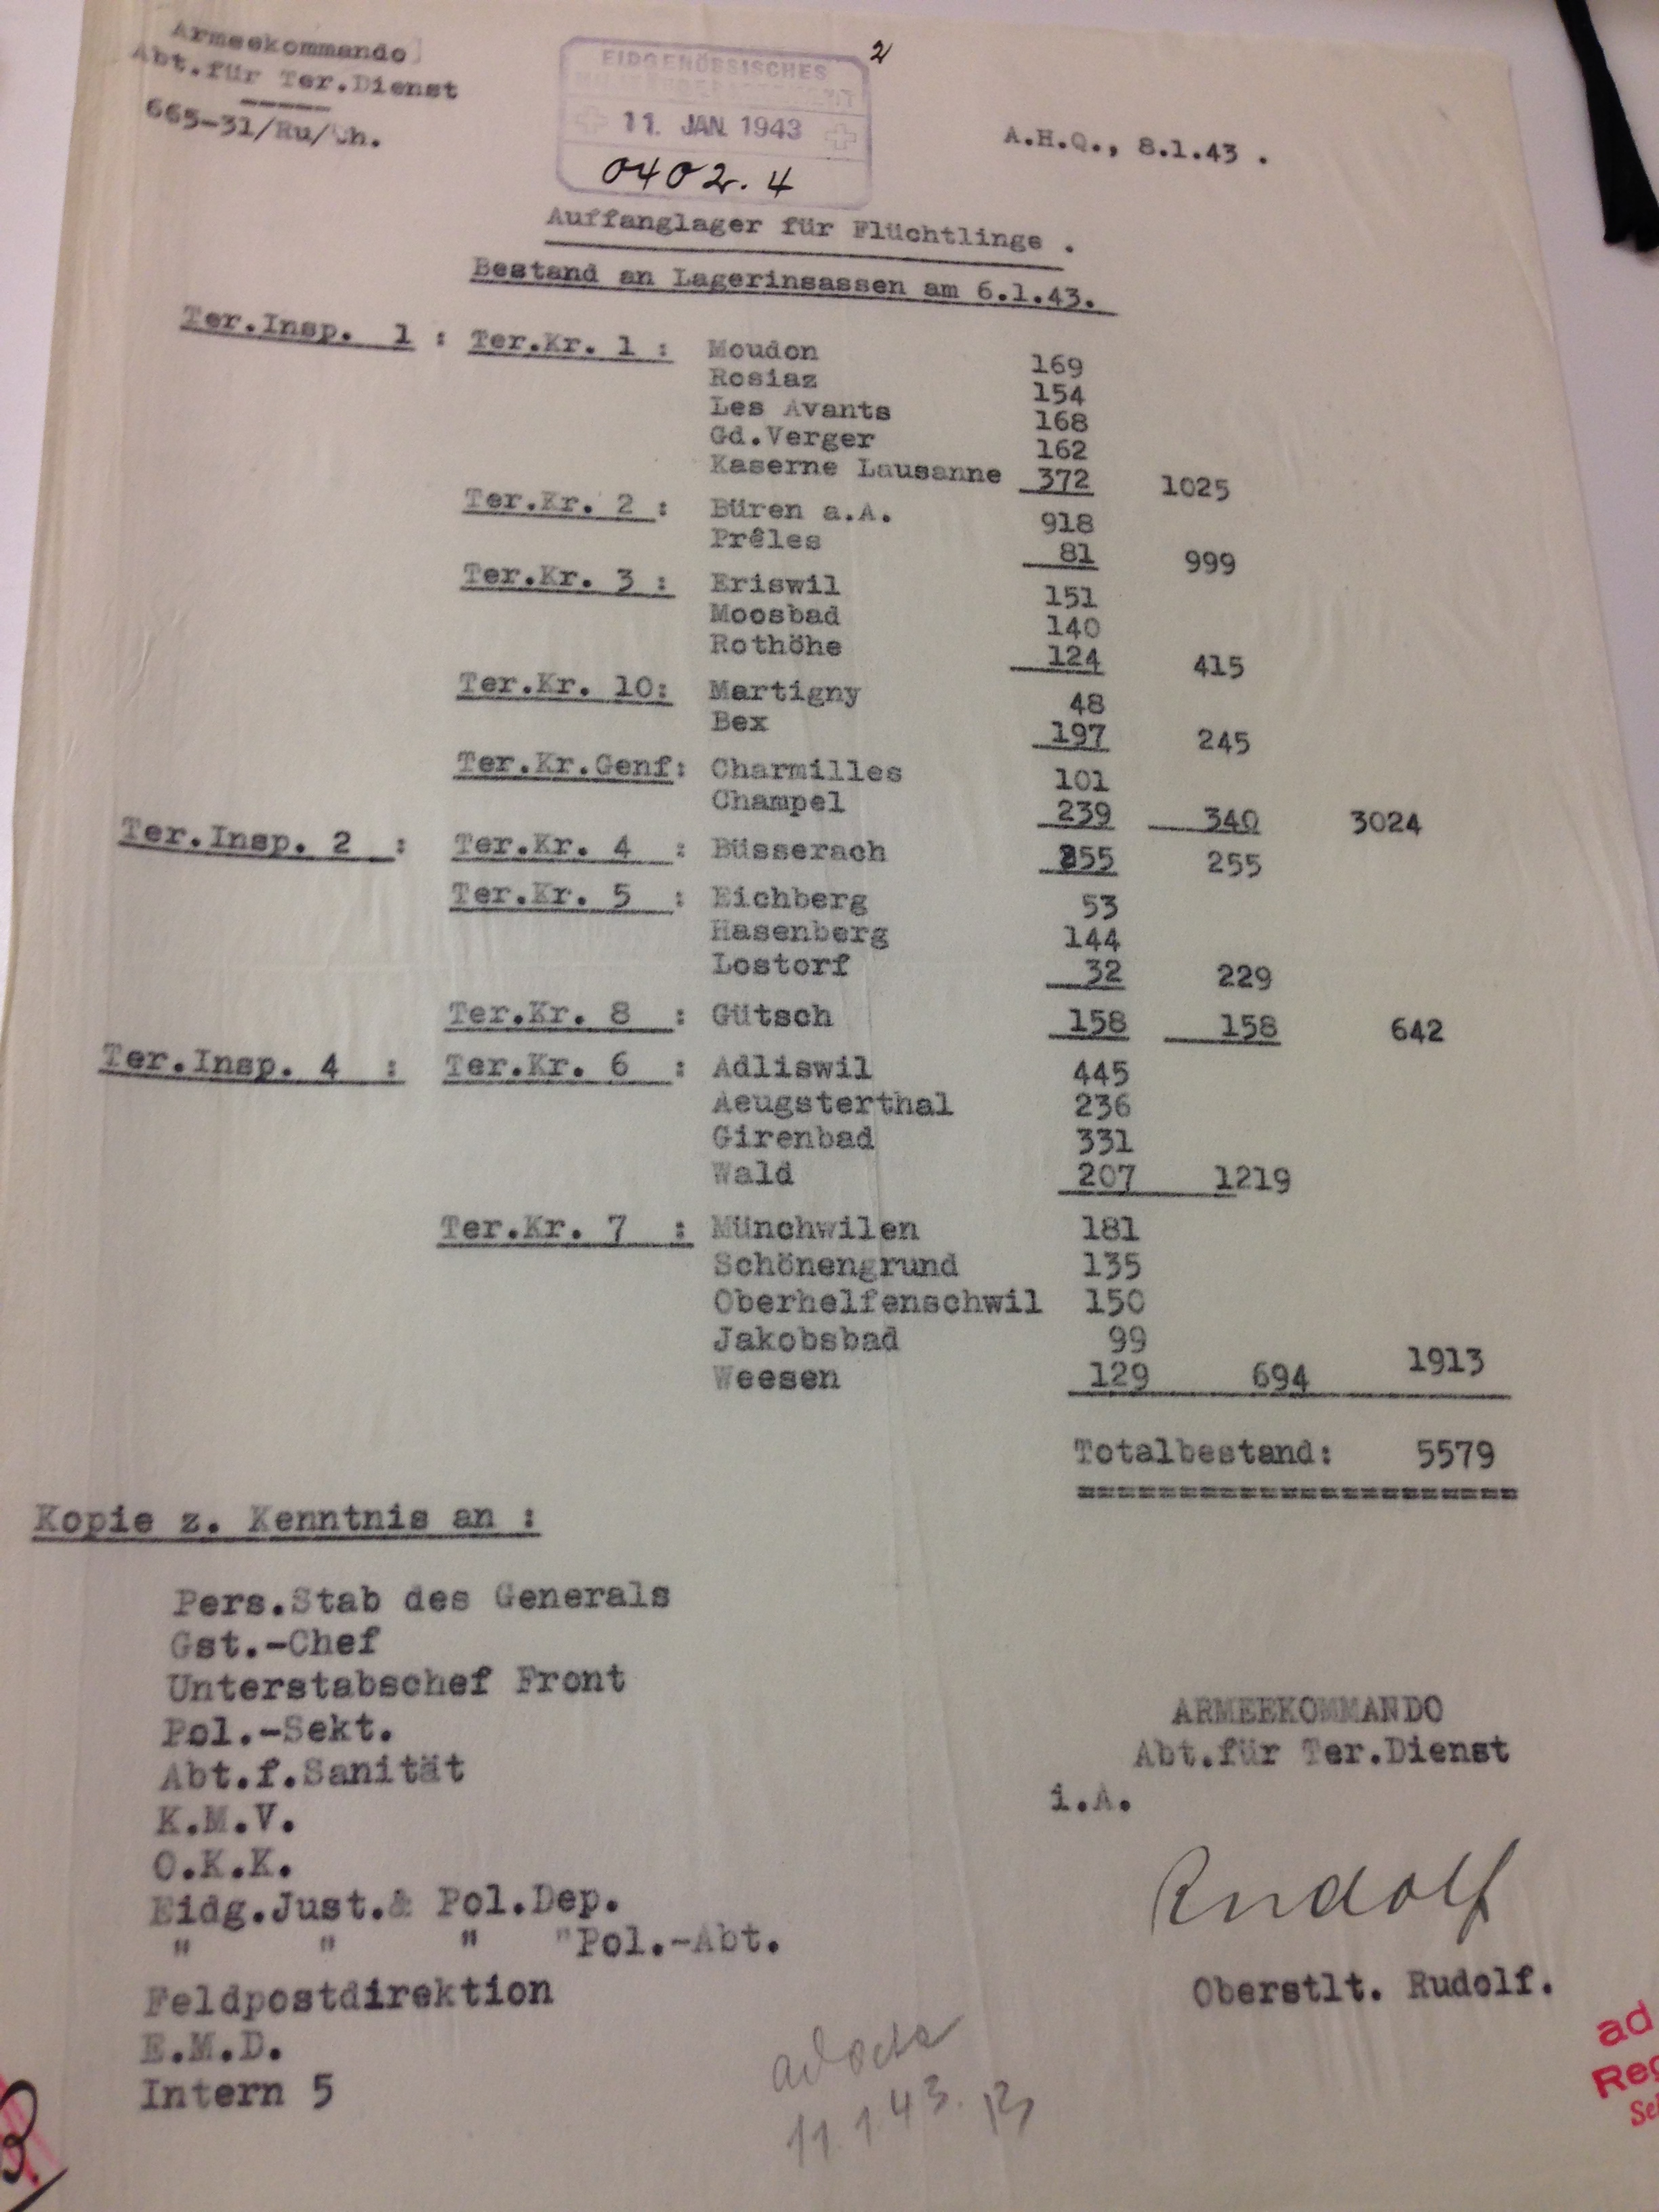 Armeekommando
Abt.für Ter.Dienst
665-31/Ru/Ch.
EIDGENÖSSISCHES
MILITÄRDEPARTEMENT
11. JAN. 1943
0402.4
2
A.H.Q., 8.1.43 .
Auffanglager für Flüchtlinge .
Bestand an Lagerinsassen am 6.1.43.
Ter.Insp. 1 : Ter.Kr. 1 : Moudon 169
Rosiaz 154
Les Avants 168
Gd.Verger 162
Kaserne Lausanne 372 1025
Ter.Kr. 2 : Büren a.A. 918
Prêles 81 999
Ter.Kr. 3 : Eriswil 151
Moosbad 140
Rothöhe 124 415
Ter.Kr. 10: Martigny 48
Bex 197 245
Ter.Kr.Genf: Charmilles 101
Champel 239 340 3024
Ter.Insp. 2 : Ter.Kr. 4 : Büsserach 255 255
Ter.Kr. 5 : Eichberg 53
Hasenberg 144
Lostorf 32 229
Ter.Kr. 8 : Gütsch 158 158 642
Ter.Insp. 4 : Ter.Kr. 6 : Adliswil 445
Aeugsterthal 236
Girenbad 331
Wald 207 1219
Ter.Kr. 7 : Münchwilen 181
Schönengrund 135
Oberhelfenschwil 150
Jakobsbad 99
Weesen 129 694 1913
Totalbestand: 5579
======================
Kopie z. Kenntnis an :
Pers.Stab des Generals
Gst.-Chef
Unterstabschef Front
Pol.-Sekt.
Abt.f.Sanität
K.M.V.
O.K.K.
Eidg.Just.& Pol.Dep.
" " " "Pol.-Abt.
Feldpostdirektion
E.M.D.
Intern 5
ARMEEKOMMANDO
Abt.für Ter.Dienst
i.A.
Rudolf
Oberstlt. Rudolf.
ad acta
11.1.43.
ad